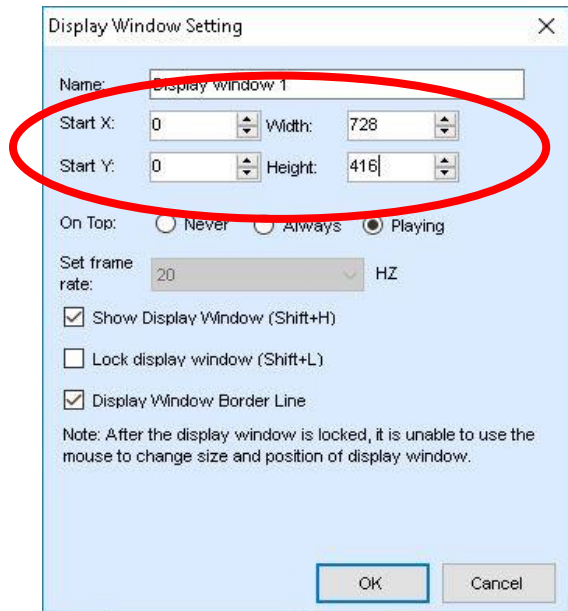 Display Window Setting
Name: Display window 1
Start X: 0 Width: 728
Start Y: 0 Height: 416
On Top: Never Always Playing
Set frame rate: 20 HZ
Show Display Window (Shift+H)
Lock display window (Shift+L)
Display Window Border Line
Note: After the display window is locked, it is unable to use the
mouse to change size and position of display window.
OK Cancel